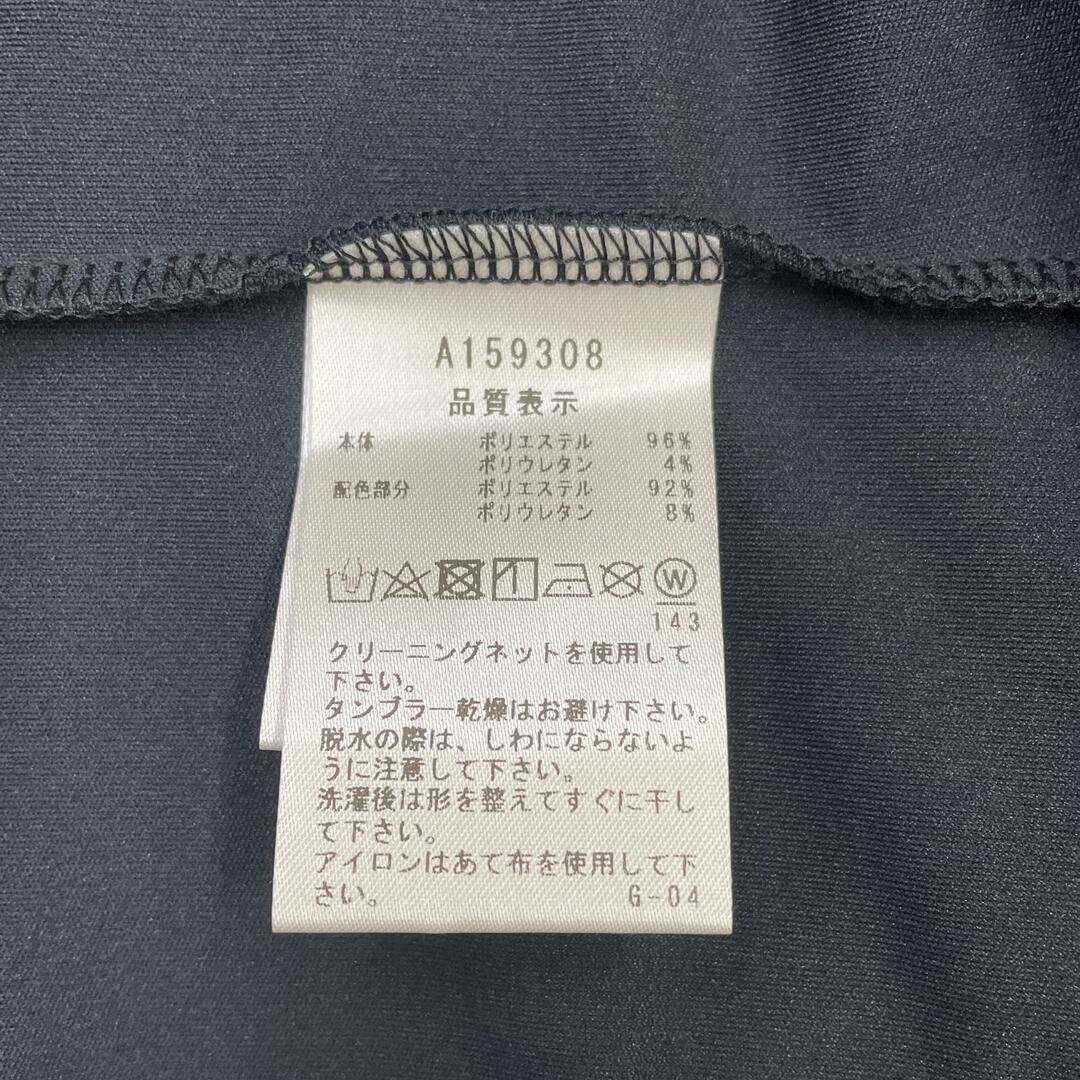 A159308
品質表示
本体 ポリエステル 96%
ポリウレタン 4%
配色部分 ポリエステル 92%
ポリウレタン 8%
W
143
クリーニングネットを使用して
下さい。
タンブラー乾燥はお避け下さい。
脱水の際は、しわにならないよ
うに注意して下さい。
洗濯後は形を整えてすぐに干し
て下さい。
アイロンはあて布を使用して下
さい。 G-04